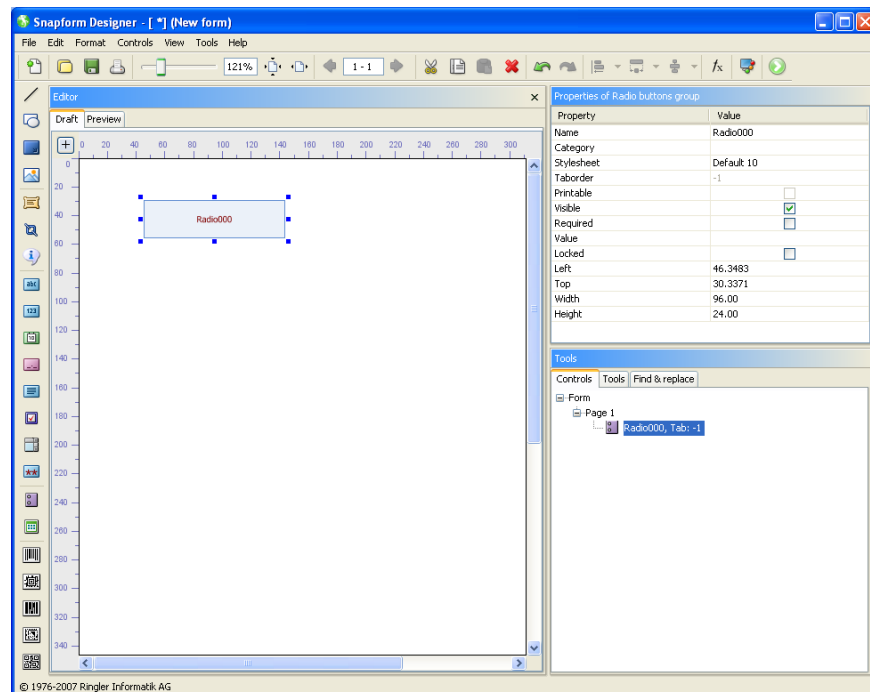 Snapform Designer - [ *] (New form)
File Edit Format Controls View Tools Help
121% 1 - 1 fx
Editor
Draft Preview
0 20 40 60 80 100 120 140 160 180 200 220 240 260 280 300
0
20
40
60
80
100
120
140
160
180
200
220
240
260
280
300
320
340
Radio000
abc
123
Properties of Radio buttons group
Property Value
Name Radio000
Category
Stylesheet Default 10
Taborder -1
Printable
Visible
Required
Value
Locked
Left 46.3483
Top 30.3371
Width 96.00
Height 24.00
Tools
Controls Tools Find & replace
Form
Page 1
Radio000, Tab: -1
© 1976-2007 Ringler Informatik AG